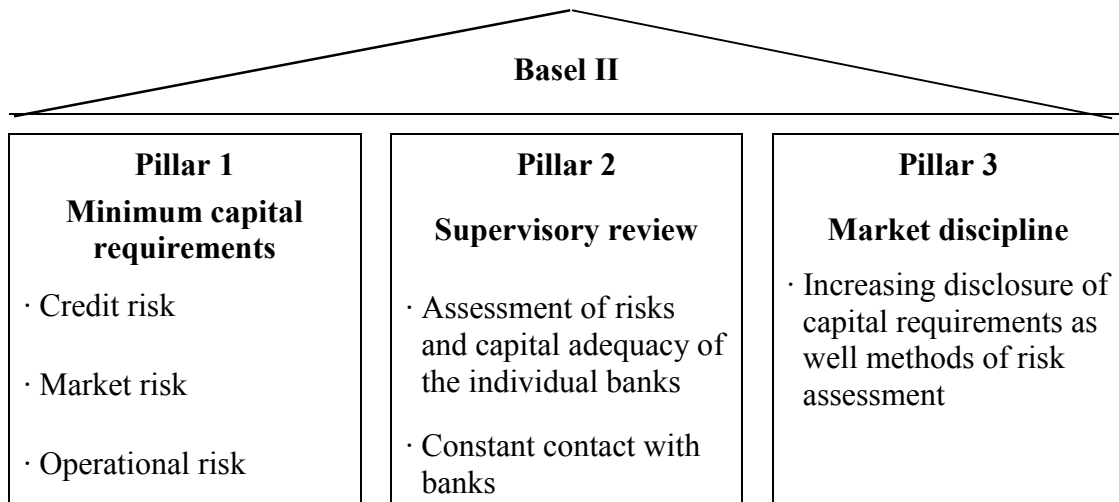 Basel II
Pillar 1
Minimum capital
requirements
· Credit risk
· Market risk
· Operational risk
Pillar 2
Supervisory review
· Assessment of risks
and capital adequacy of
the individual banks
· Constant contact with
banks
Pillar 3
Market discipline
· Increasing disclosure of
capital requirements as
well methods of risk
assessment